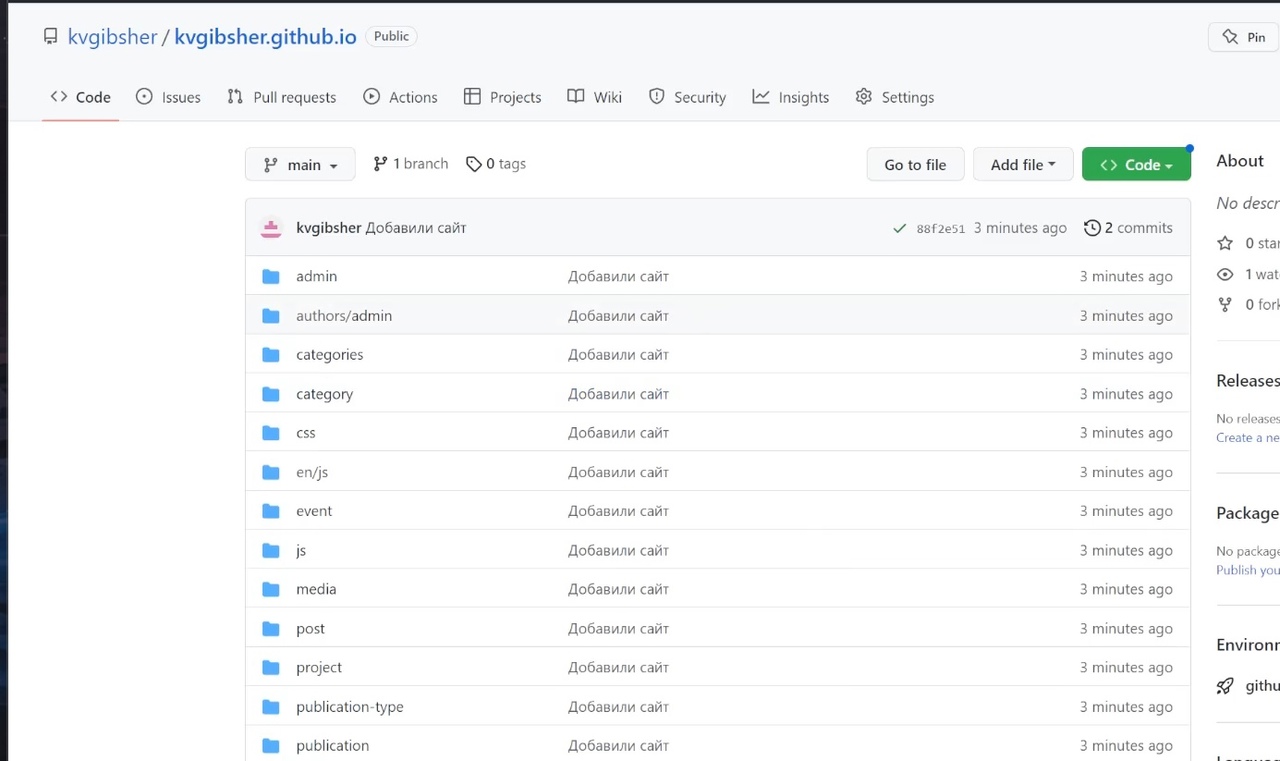 kvgibsher / kvgibsher.github.io Public Pin
Code Issues Pull requests Actions Projects Wiki Security Insights Settings
main 1 branch 0 tags Go to file Add file Code About
No descr
kvgibsher Добавили сайт 88f2e51 3 minutes ago 2 commits
0 star
admin Добавили сайт 3 minutes ago
1 wat
authors/admin Добавили сайт 3 minutes ago
0 fork
categories Добавили сайт 3 minutes ago
category Добавили сайт 3 minutes ago
Releases
No releases
css Добавили сайт 3 minutes ago
Create a ne
en/js Добавили сайт 3 minutes ago
event Добавили сайт 3 minutes ago
Package
js Добавили сайт 3 minutes ago
No package
Publish you
media Добавили сайт 3 minutes ago
post Добавили сайт 3 minutes ago
Environ
project Добавили сайт 3 minutes ago
githu
publication-type Добавили сайт 3 minutes ago
publication Добавили сайт 3 minutes ago